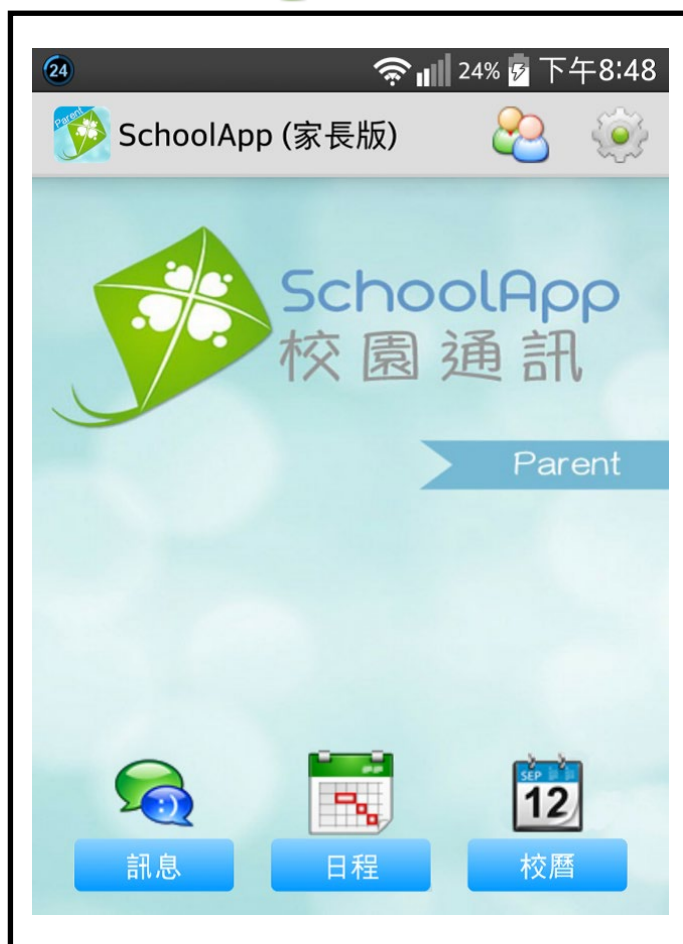 24
24% 下午8:48
Parent
SchoolApp (家長版)
SchoolApp
校園通訊
Parent
SEP
12
訊息
日程
校曆